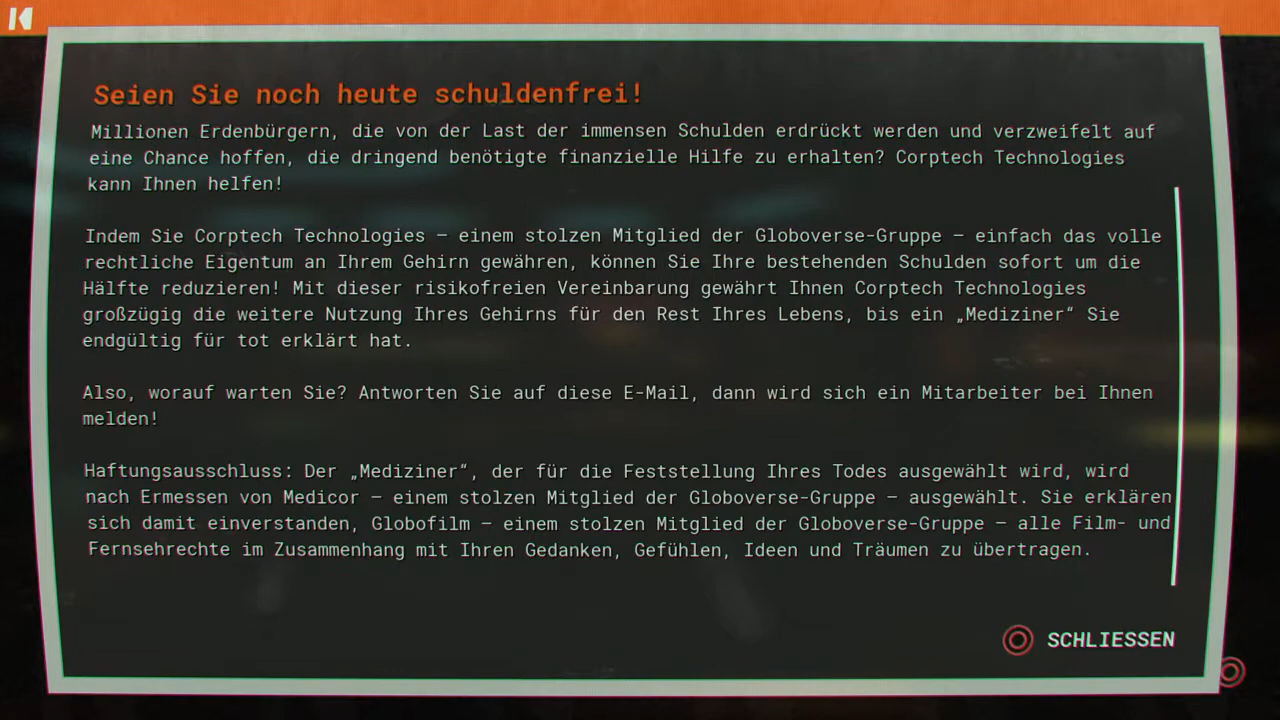 Seien Sie noch heute schuldenfrei!
Millionen Erdenbürgern, die von der Last der immensen Schulden erdrückt werden und verzweifelt auf
eine Chance hoffen, die dringend benötigte finanzielle Hilfe zu erhalten? Corptech Technologies
kann Ihnen helfen!
Indem Sie Corptech Technologies – einem stolzen Mitglied der Globoverse-Gruppe – einfach das volle
rechtliche Eigentum an Ihrem Gehirn gewähren, können Sie Ihre bestehenden Schulden sofort um die
Hälfte reduzieren! Mit dieser risikofreien Vereinbarung gewährt Ihnen Corptech Technologies
großzügig die weitere Nutzung Ihres Gehirns für den Rest Ihres Lebens, bis ein „Mediziner“ Sie
endgültig für tot erklärt hat.
Also, worauf warten Sie? Antworten Sie auf diese E-Mail, dann wird sich ein Mitarbeiter bei Ihnen
melden!
Haftungsausschluss: Der „Mediziner“, der für die Feststellung Ihres Todes ausgewählt wird, wird
nach Ermessen von Medicor – einem stolzen Mitglied der Globoverse-Gruppe – ausgewählt. Sie erklären
sich damit einverstanden, Globofilm – einem stolzen Mitglied der Globoverse-Gruppe – alle Film- und
Fernsehrechte im Zusammenhang mit Ihren Gedanken, Gefühlen, Ideen und Träumen zu übertragen.
SCHLIESSEN